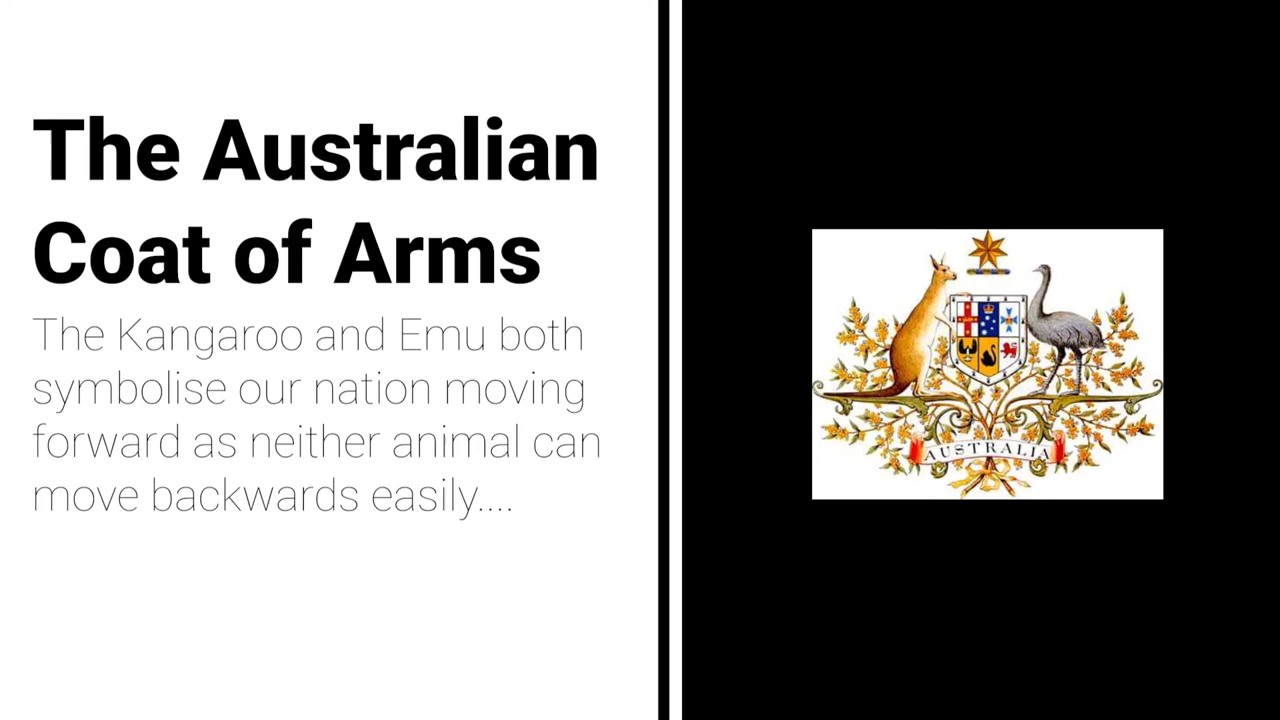 The Australian
Coat of Arms
The Kangaroo and Emu both
symbolise our nation moving
forward as neither animal can
move backwards easily....
AUSTRALIA